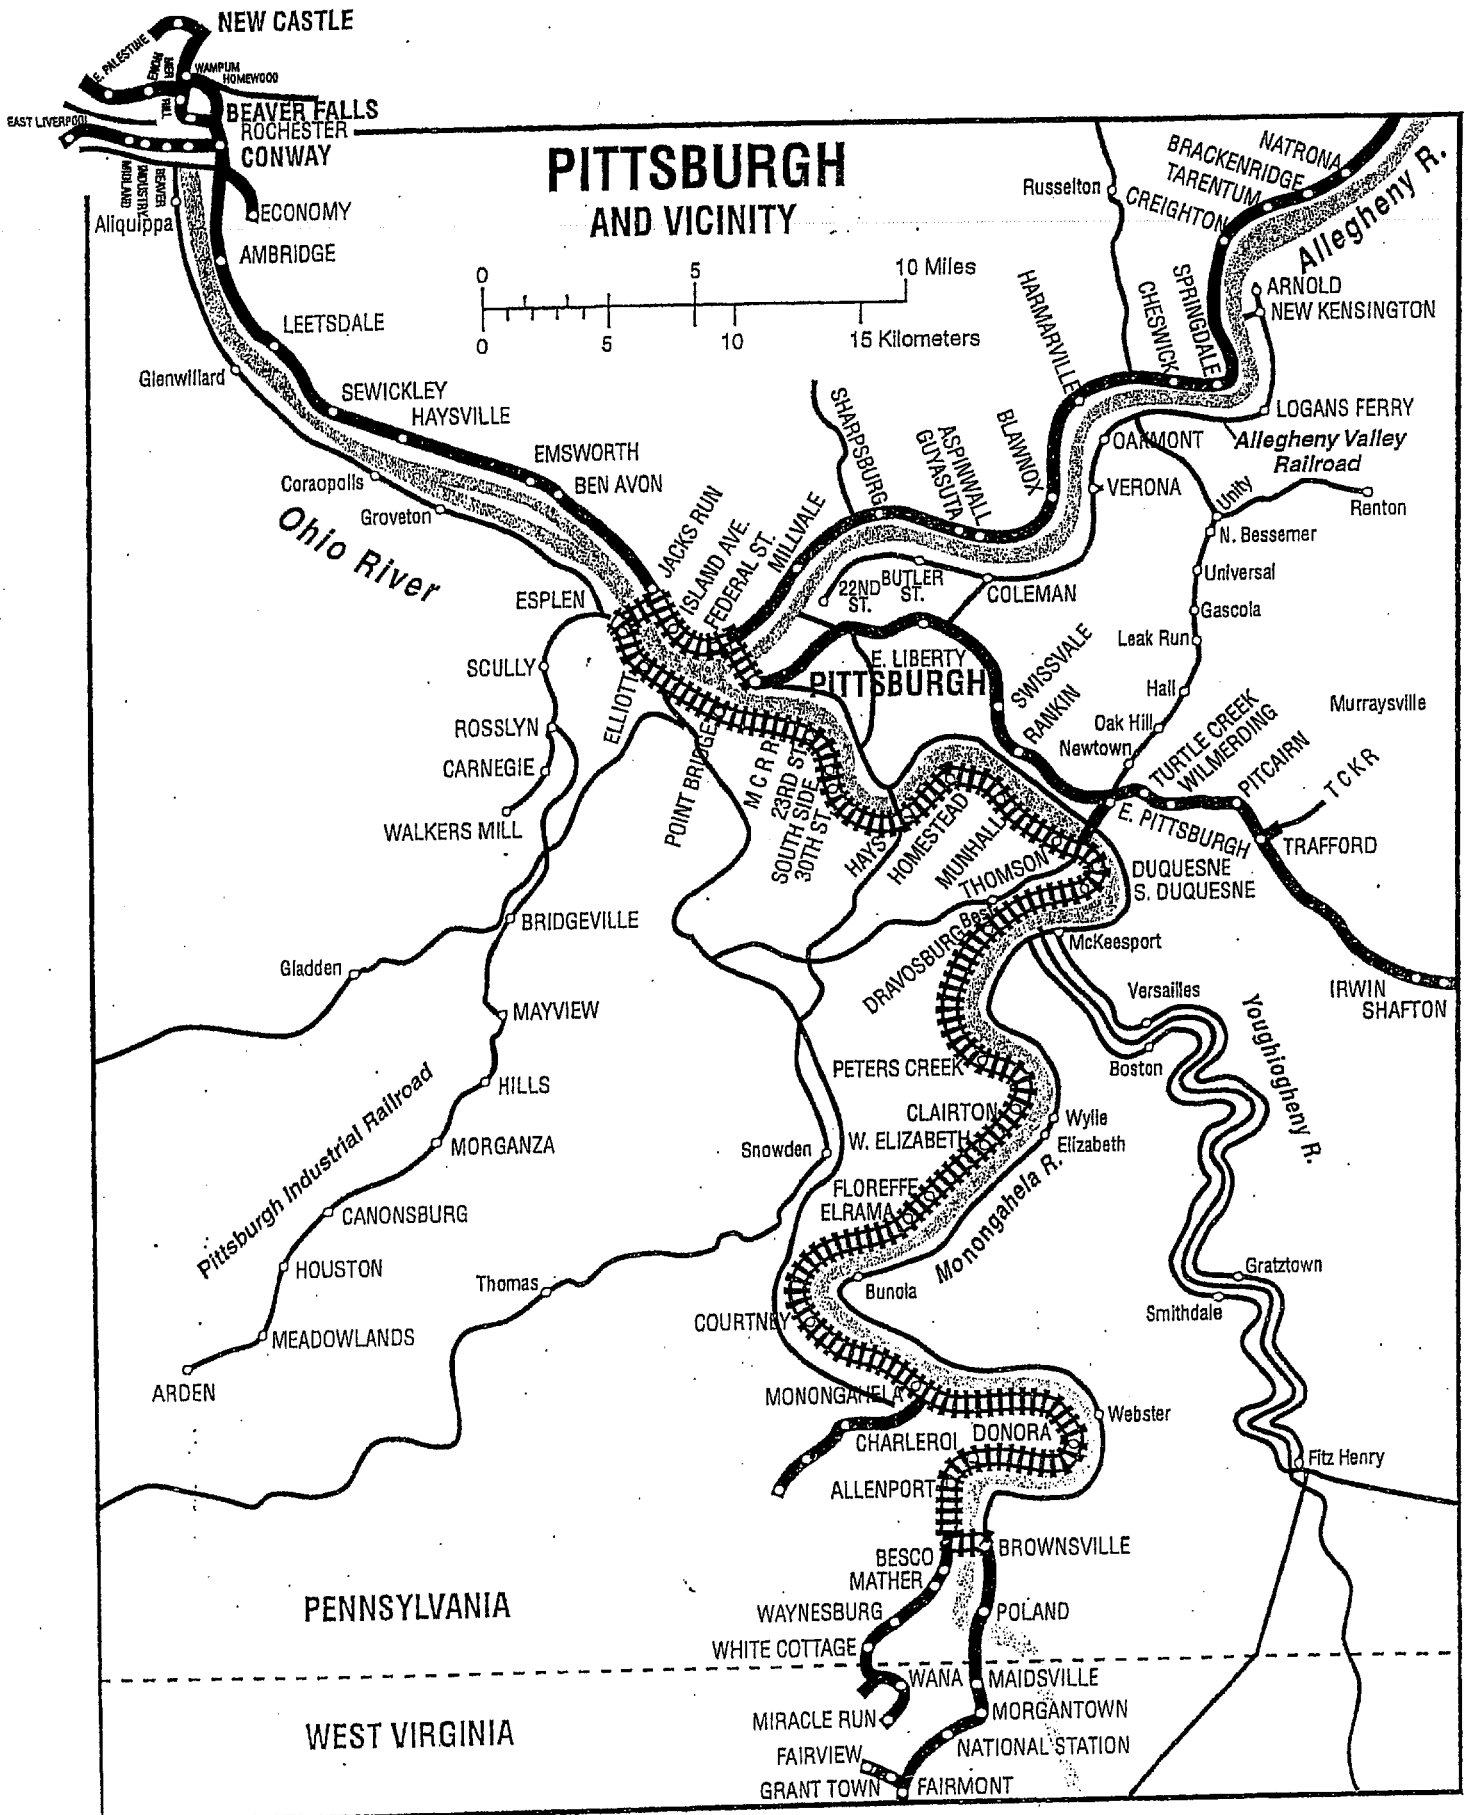 NEW CASTLE
E. PALESTINE
WAMPUM
HOMEWOOD
BEAVER FALLS
EAST LIVERPOOL
ROCHESTER
CONWAY
MIDLAND
INDUSTRY
BEAVER
Aliquippa
ECONOMY
AMBRIDGE
PITTSBURGH
AND VICINITY
0
5
10 Miles
0
5
10
15 Kilometers
Russelton
NATRONA
BRACKENRIDGE
TARENTUM
CREIGHTON
Allegheny R.
ARNOLD
NEW KENSINGTON
HARMARVILLE
CHESWICK
SPRINGDALE
LEETSDALE
Glenwillard
SEWICKLEY
HAYSVILLE
EMSWORTH
BEN AVON
Coraopolis
Groveton
Ohio River
SHARPSBURG
ASPINWALL
GUYASUTA
BLAWNOX
OAKMONT
LOGANS FERRY
Allegheny Valley
Railroad
VERONA
Unity
Renton
N. Bessemer
Universal
Gascola
Leak Run
Hall
Oak Hill
Newtown
Murraysville
JACKS RUN
ISLAND AVE.
FEDERAL ST.
MILLVALE
22ND
ST.
BUTLER
ST.
COLEMAN
ESPLEN
E. LIBERTY
PITTSBURGH
SWISSVALE
RANKIN
TURTLE CREEK
WILMERDING
PITCAIRN
T C K R
E. PITTSBURGH
TRAFFORD
IRWIN
SHAFTON
SCULLY
ROSSLYN
CARNEGIE
WALKERS MILL
ELLIOTT
POINT BRIDGE
M C R R
23RD ST.
SOUTH SIDE
30TH ST.
HAYS
HOMESTEAD
MUNHALL
THOMSON
Bes
DUQUESNE
S. DUQUESNE
McKeesport
DRAVOSBURG
BRIDGEVILLE
Gladden
MAYVIEW
HILLS
MORGANZA
CANONSBURG
HOUSTON
MEADOWLANDS
ARDEN
Pittsburgh Industrial Railroad
Versailles
Boston
Youghiogheny R.
PETERS CREEK
CLAIRTON
W. ELIZABETH
Wylie
Elizabeth
Snowden
FLOREFFE
ELRAMA
Monongahela R.
Bunola
Thomas
Gratztown
Smithdale
COURTNEY
MONONGAHELA
Webster
CHARLEROI
DONORA
Fitz Henry
ALLENPORT
BESCO
BROWNSVILLE
MATHER
WAYNESBURG
POLAND
WHITE COTTAGE
PENNSYLVANIA
WANA
MAIDSVILLE
MIRACLE RUN
MORGANTOWN
WEST VIRGINIA
FAIRVIEW
NATIONAL STATION
GRANT TOWN
FAIRMONT